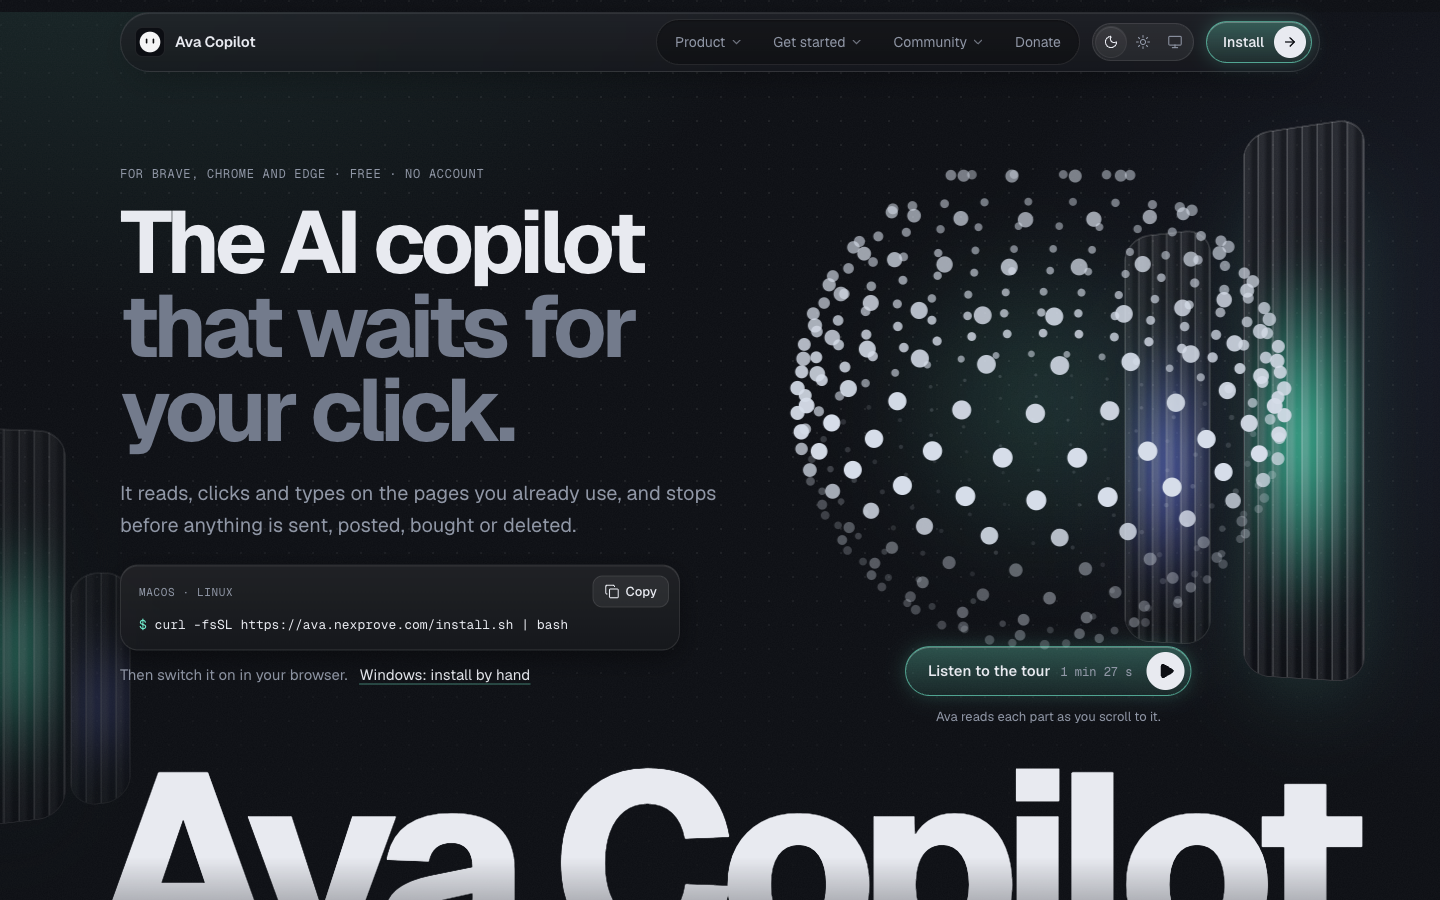 Ava Copilot
Product
Get started
Community
Donate
Install
FOR BRAVE, CHROME AND EDGE · FREE · NO ACCOUNT
The AI copilot
that waits for
your click.
It reads, clicks and types on the pages you already use, and stops
before anything is sent, posted, bought or deleted.
MACOS · LINUX
Copy
$ curl -fsSL https://ava.nexprove.com/install.sh | bash
Then switch it on in your browser. Windows: install by hand
Listen to the tour 1 min 27 s
Ava reads each part as you scroll to it.
Ava Copilot